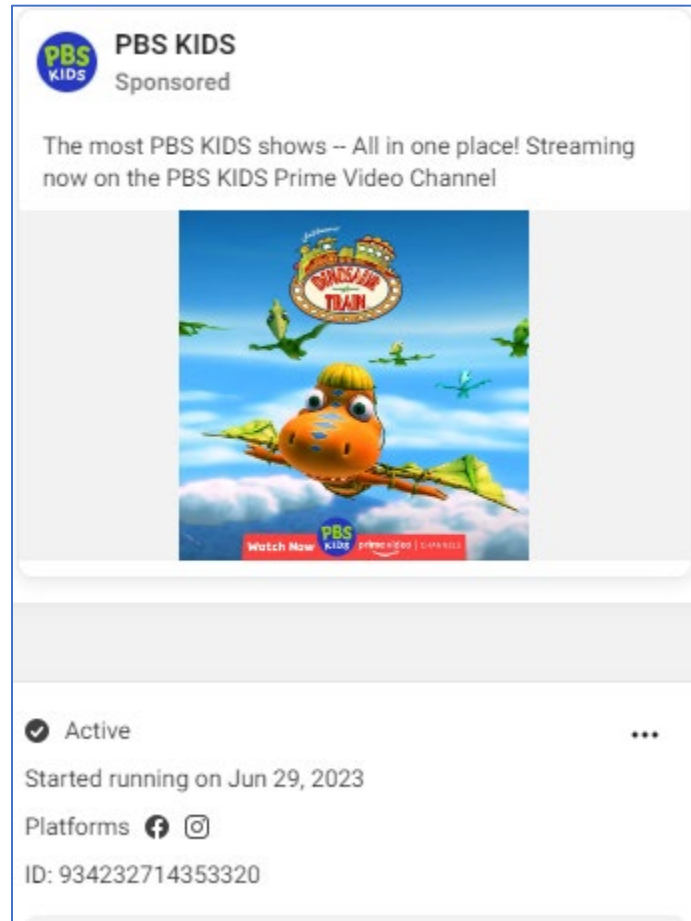 PBS KIDS
PBS
KIDS
Sponsored
The most PBS KIDS shows -- All in one place! Streaming
now on the PBS KIDS Prime Video Channel
DINOSAUR
TRAIN
Watch Now PBS KIDS prime video | CHANNELS
Active
Started running on Jun 29, 2023
Platforms
ID: 934232714353320